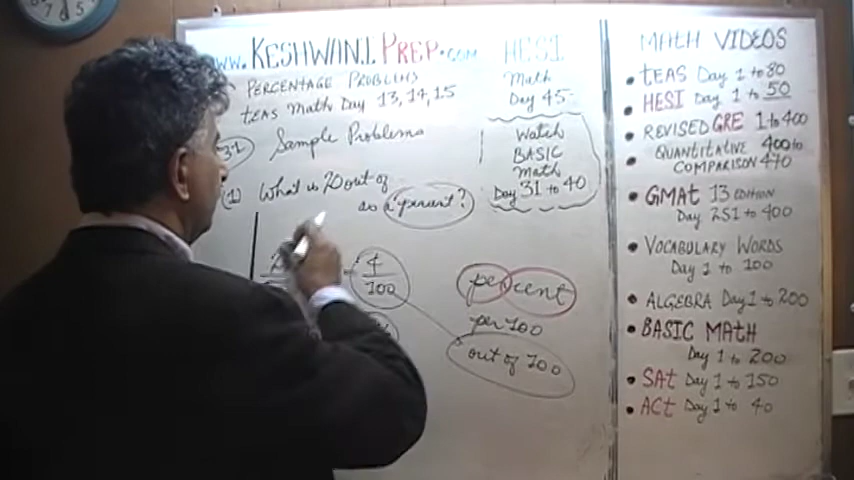 www.KESHWANI PREP.com
PERCENTAGE PROBLEMS
TEAS Math Day 13, 14, 15
31
Sample Problems
(1) What is 20 out of
as a percent?
4
100
HESI
Math
Day 45
Watch
BASIC
Math
Day 31 to 40
percent
per 100
out of 100
MATH VIDEOS
• TEAS Day 1 to 80
• HESI Day 1 to 50
• REVISED GRE 1 to 400
• QUANTITATIVE 400 to
COMPARISON 470
• GMAT 13 EDITION
Day 251 to 400
• VOCABULARY WORDS
Day 1 to 100
• ALGEBRA Day 1 to 200
• BASIC MATH
Day 1 to 200
• SAT Day 1 to 150
• ACT Day 1 to 40